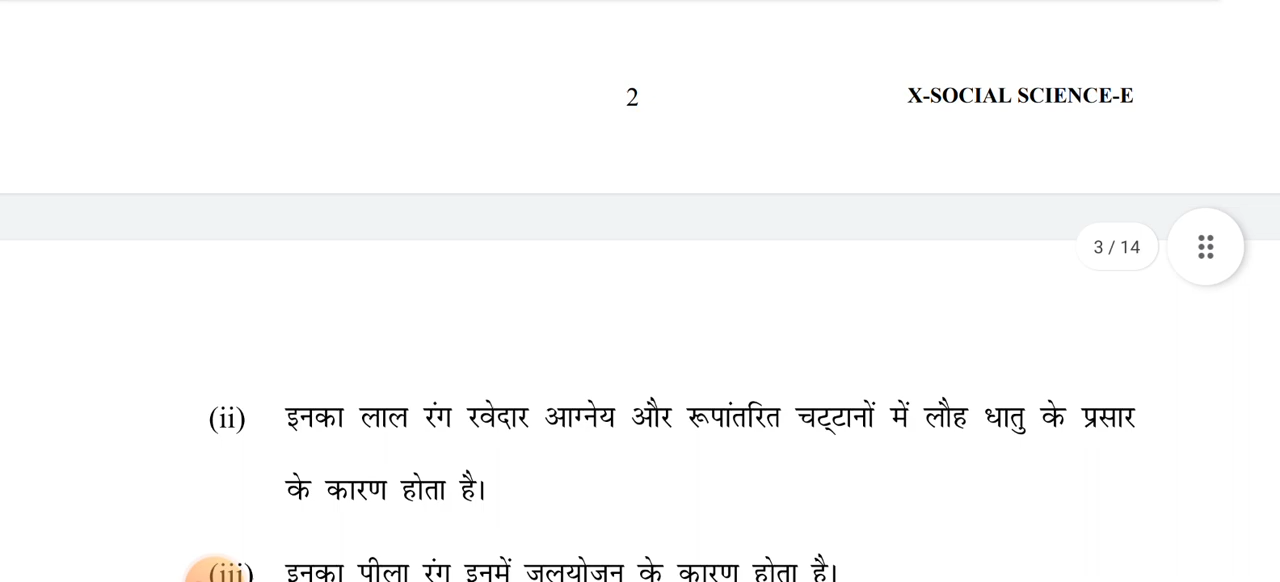 2 X-SOCIAL SCIENCE-E
3 / 14
(ii) इनका लाल रंग रवेदार आग्नेय और रूपांतरित चट्टानों में लौह धातु के प्रसार
के कारण होता है।
(iii) इनका पीला रंग इनमें जलयोजन के कारण होता है।